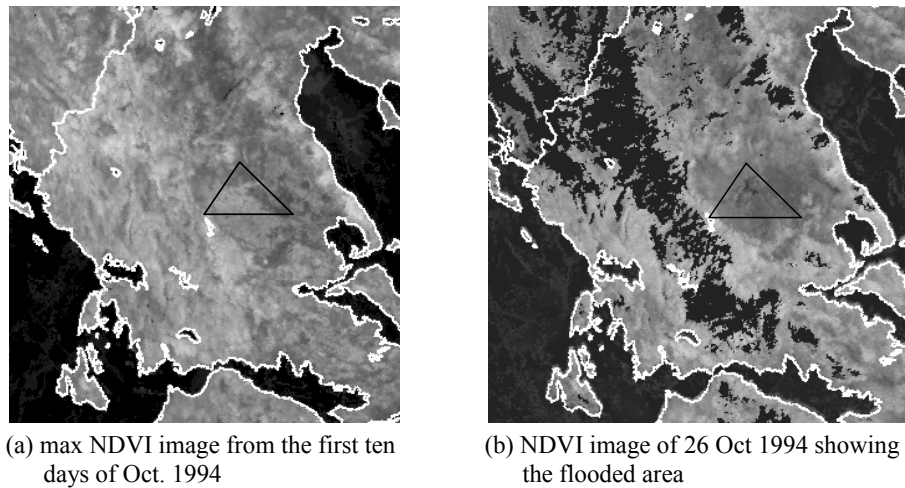 (a) max NDVI image from the first ten
days of Oct. 1994
(b) NDVI image of 26 Oct 1994 showing
the flooded area